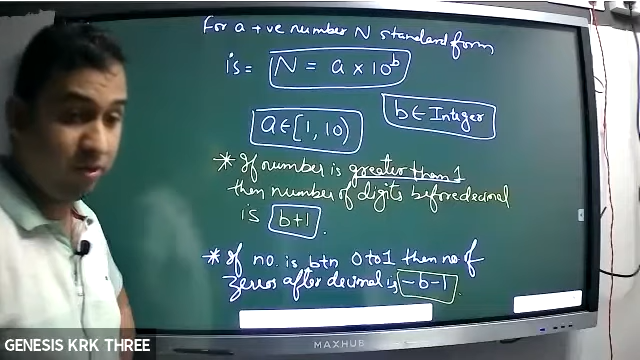 For a +ve number N standard form
is = N = a × 10^b
a ∈ [1, 10)
b ∈ Integer
* If number is greater than 1
then number of digits before decimal
is b+1.
* If no. is btn 0 to 1 then no. of
zeros after decimal is -b-1
MAXHUB
GENESIS KRK THREE